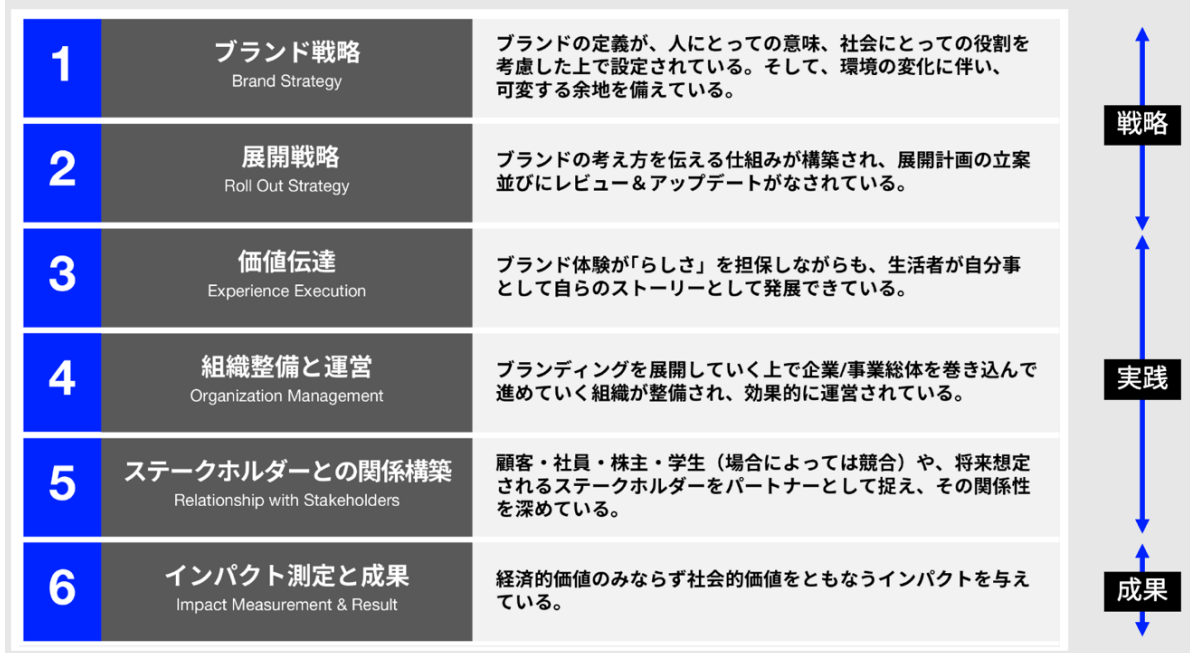 1
ブランド戦略
Brand Strategy
ブランドの定義が、人にとっての意味、社会にとっての役割を
考慮した上で設定されている。そして、環境の変化に伴い、
可変する余地を備えている。
2
展開戦略
Roll Out Strategy
ブランドの考え方を伝える仕組みが構築され、展開計画の立案
並びにレビュー＆アップデートがなされている。
戦略
3
価値伝達
Experience Execution
ブランド体験が「らしさ」を担保しながらも、生活者が自分事
として自らのストーリーとして発展できている。
4
組織整備と運営
Organization Management
ブランディングを展開していく上で企業/事業総体を巻き込んで
進めていく組織が整備され、効果的に運営されている。
5
ステークホルダーとの関係構築
Relationship with Stakeholders
顧客・社員・株主・学生（場合によっては競合）や、将来想定
されるステークホルダーをパートナーとして捉え、その関係性
を深めている。
実践
6
インパクト測定と成果
Impact Measurement & Result
経済的価値のみならず社会的価値をともなうインパクトを与え
ている。
成果